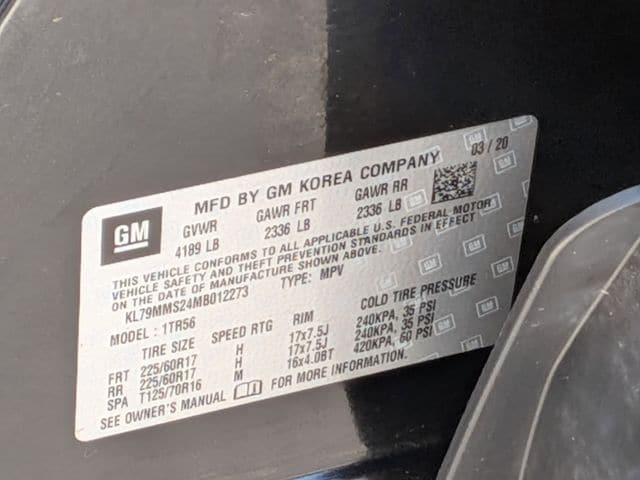 03/20
MFD BY GM KOREA COMPANY
GM
GVWR GAWR FRT GAWR RR
4189 LB 2336 LB 2336 LB
THIS VEHICLE CONFORMS TO ALL APPLICABLE U.S. FEDERAL MOTOR
VEHICLE SAFETY AND THEFT PREVENTION STANDARDS IN EFFECT
ON THE DATE OF MANUFACTURE SHOWN ABOVE.
KL79MMS24MB012273 TYPE: MPV
MODEL: 1TR56
TIRE SIZE SPEED RTG RIM COLD TIRE PRESSURE
FRT 225/60R17 H 17x7.5J 240KPA, 35 PSI
RR 225/60R17 H 17x7.5J 240KPA, 35 PSI
SPA T125/70R16 M 16x4.0BT 420KPA, 60 PSI
SEE OWNER'S MANUAL FOR MORE INFORMATION.